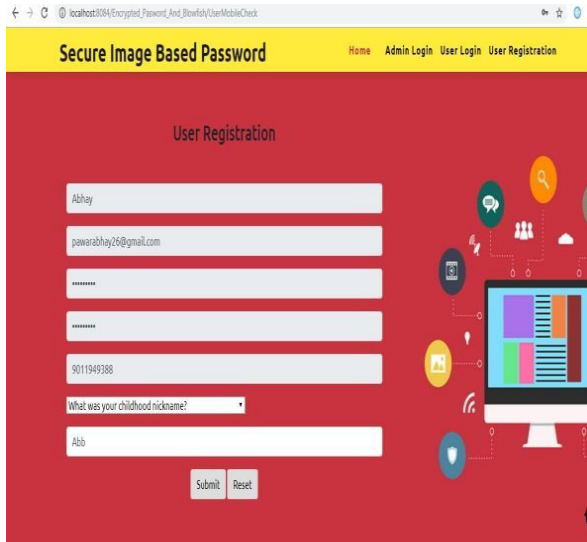 localhost:8084/Encrypted_Pasword_And_Blowfish/UserMobileCheck
Secure Image Based Password
Home Admin Login User Login User Registration
User Registration
Abhay
pawarabhay26@gmail.com
•••••••••
•••••••••
9011949388
What was your childhood nickname?
Abb
Submit Reset